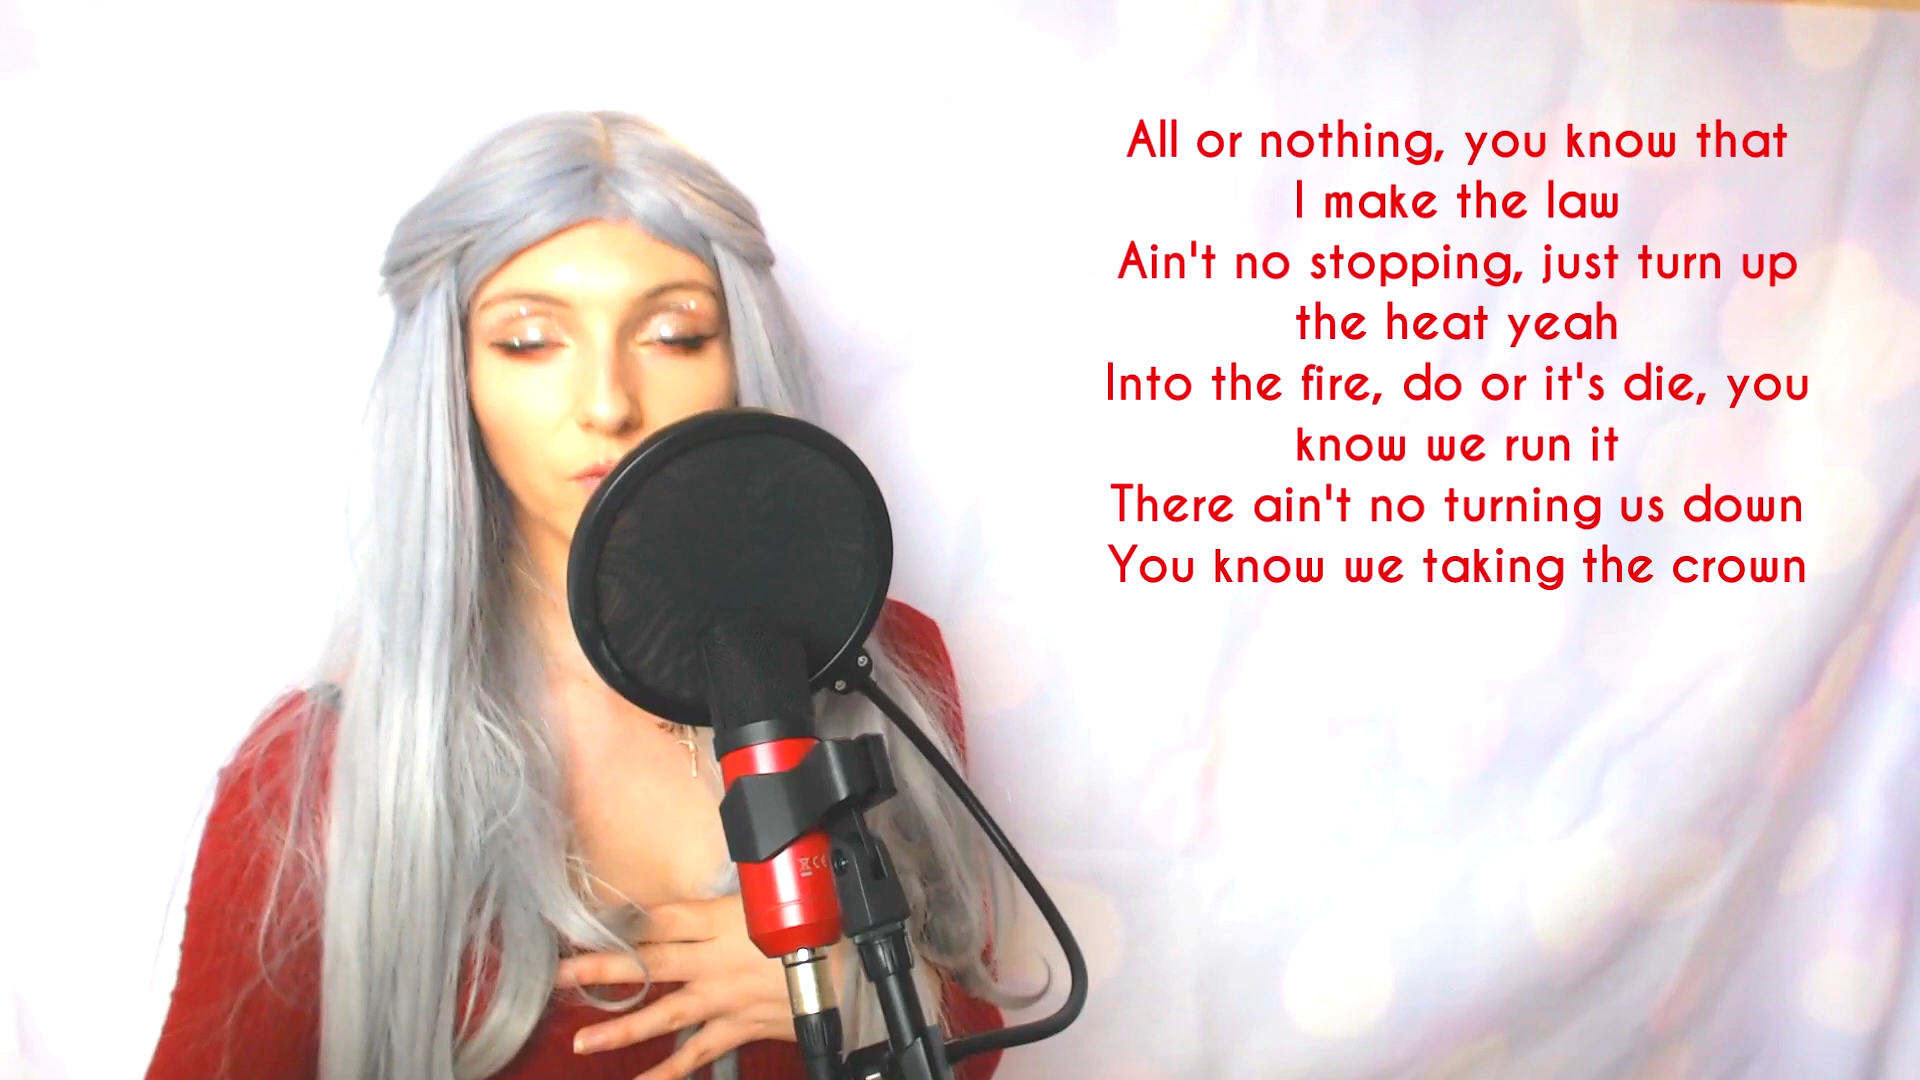 All or nothing, you know that
I make the law
Ain't no stopping, just turn up
the heat yeah
Into the fire, do or it's die, you
know we run it
There ain't no turning us down
You know we taking the crown
CE